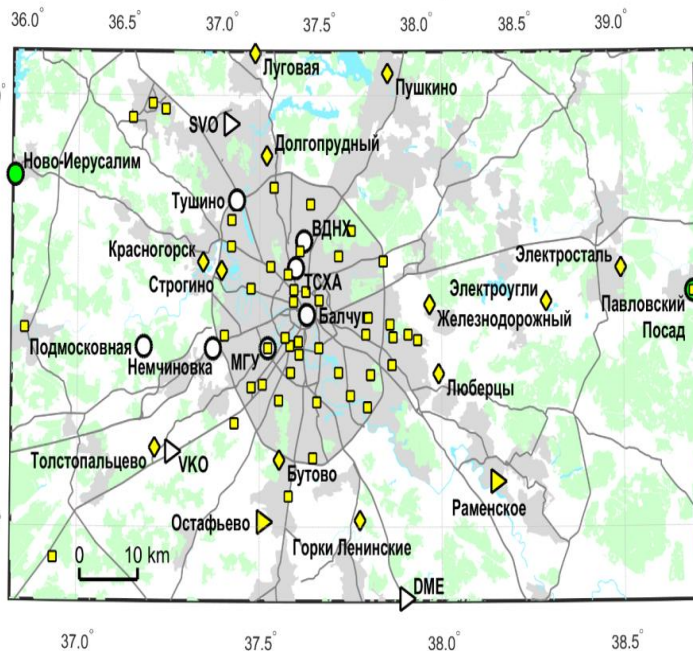 36.0° 36.5° 37.0° 37.5° 38.0° 38.5° 39.0°
Луговая
Пушкино
SVO
Долгопрудный
Ново-Иерусалим
Тушино
ВДНХ
Красногорск
Электросталь
Строгино
ТСХА
Электроугли
Павловский
Посад
Железнодорожный
Балчуг
Подмосковная
МГУ
Немчиновка
Люберцы
Толстопальцево
VKO
Бутово
Раменское
Остафьево
Горки Ленинские
0 10 km
DME
37.0° 37.5° 38.0° 38.5°